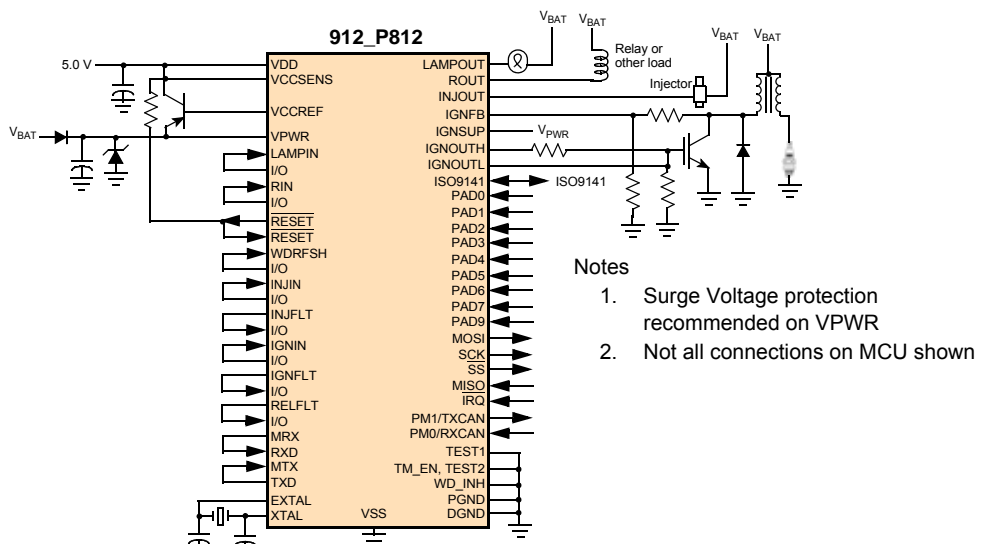 912_P812
5.0 V
VBAT
VDD
VCCSENS
VCCREF
VPWR
LAMPIN
I/O
RIN
I/O
RESET
RESET
WDRFSH
I/O
INJIN
I/O
INJFLT
I/O
IGNIN
I/O
IGNFLT
I/O
RELFLT
I/O
MRX
RXD
MTX
TXD
EXTAL
XTAL
VSS
LAMPOUT
ROUT
INJOUT
IGNFB
IGNSUP
IGNOUTH
IGNOUTL
ISO9141
PAD0
PAD1
PAD2
PAD3
PAD4
PAD5
PAD6
PAD7
PAD9
MOSI
SCK
SS
MISO
IRQ
PM1/TXCAN
PM0/RXCAN
TEST1
TM_EN, TEST2
WD_INH
PGND
DGND
VBAT
VBAT
Relay or
other load
Injector
VBAT
VBAT
VPWR
ISO9141
Notes
1. Surge Voltage protection
recommended on VPWR
2. Not all connections on MCU shown